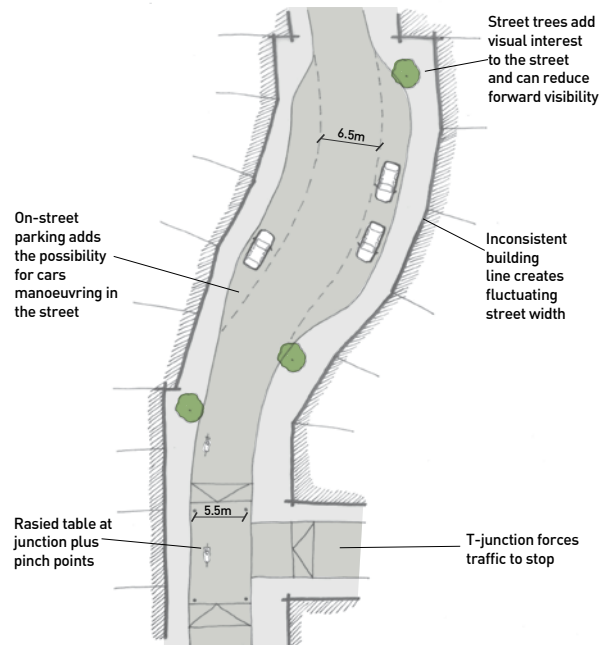 Street trees add
visual interest
to the street
and can reduce
forward visibility
6.5m
On-street
parking adds
the possibility
for cars
manoeuvring in
the street
Inconsistent
building
line creates
fluctuating
street width
5.5m
Rasied table at
junction plus
pinch points
T-junction forces
traffic to stop